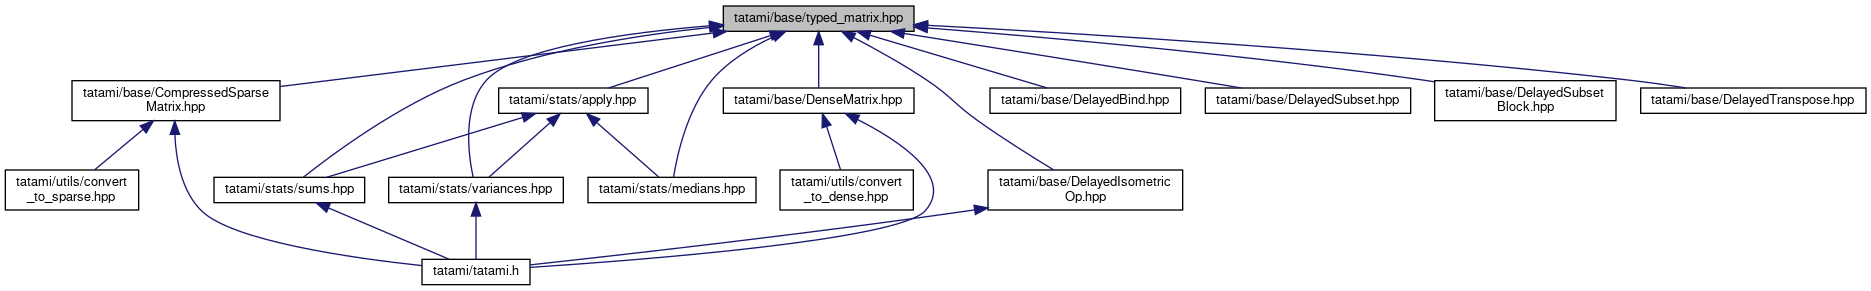 tatami/base/typed_matrix.hpp
tatami/base/CompressedSparse
Matrix.hpp
tatami/stats/apply.hpp
tatami/base/DenseMatrix.hpp
tatami/base/DelayedBind.hpp
tatami/base/DelayedSubset.hpp
tatami/base/DelayedSubset
Block.hpp
tatami/base/DelayedTranspose.hpp
tatami/utils/convert
_to_sparse.hpp
tatami/stats/sums.hpp
tatami/stats/variances.hpp
tatami/stats/medians.hpp
tatami/utils/convert
_to_dense.hpp
tatami/base/DelayedIsometric
Op.hpp
tatami/tatami.h